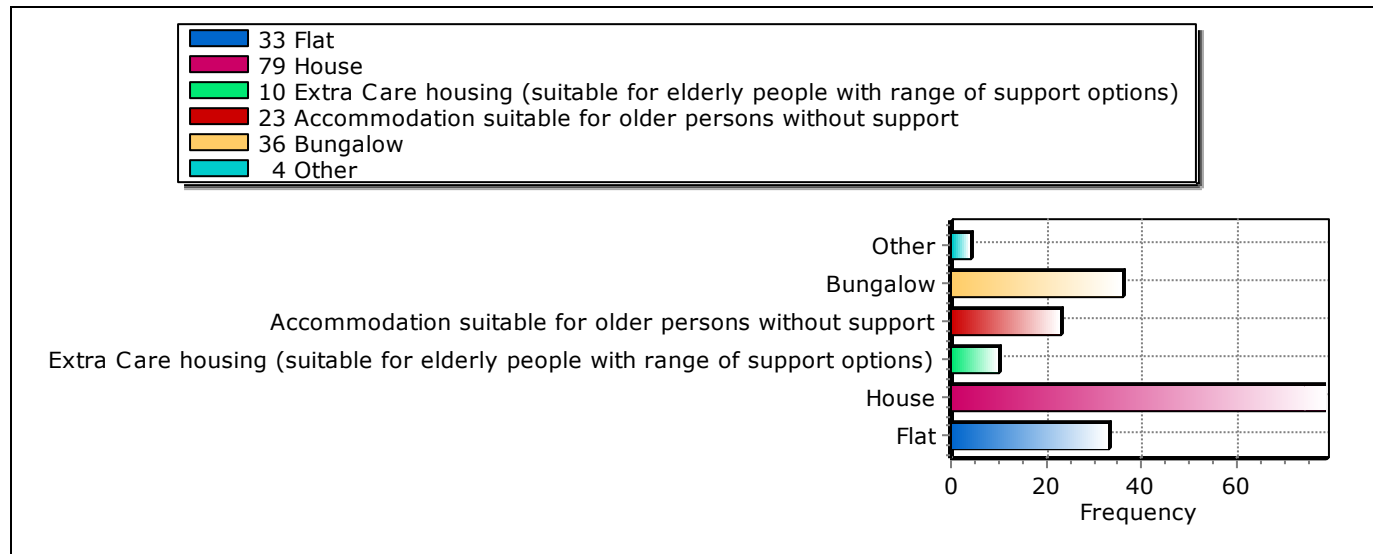 33 Flat
79 House
10 Extra Care housing (suitable for elderly people with range of support options)
23 Accommodation suitable for older persons without support
36 Bungalow
4 Other
Other
Bungalow
Accommodation suitable for older persons without support
Extra Care housing (suitable for elderly people with range of support options)
House
Flat
0 20 40 60
Frequency